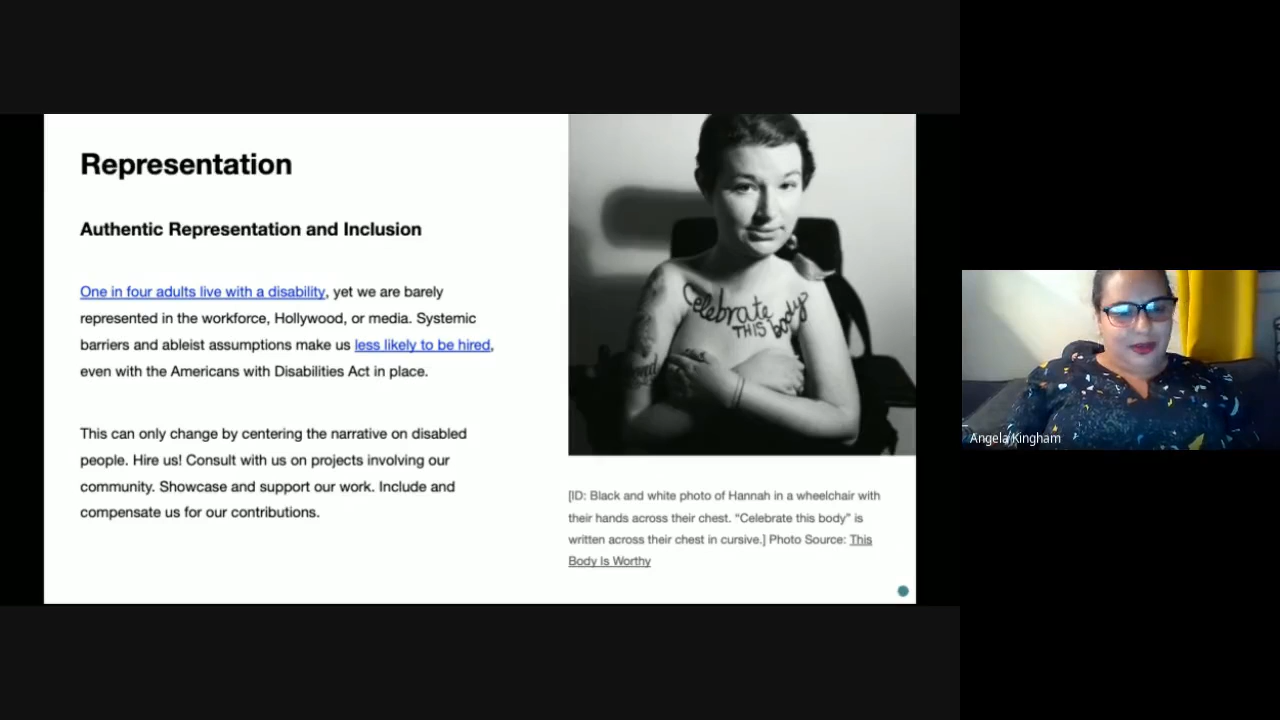 Representation
Authentic Representation and Inclusion
One in four adults live with a disability, yet we are barely
represented in the workforce, Hollywood, or media. Systemic
barriers and ableist assumptions make us less likely to be hired,
even with the Americans with Disabilities Act in place.
This can only change by centering the narrative on disabled
people. Hire us! Consult with us on projects involving our
community. Showcase and support our work. Include and
compensate us for our contributions.
Celebrate
THIS body
[ID: Black and white photo of Hannah in a wheelchair with
their hands across their chest. “Celebrate this body” is
written across their chest in cursive.] Photo Source: This
Body Is Worthy
Angela Kingham